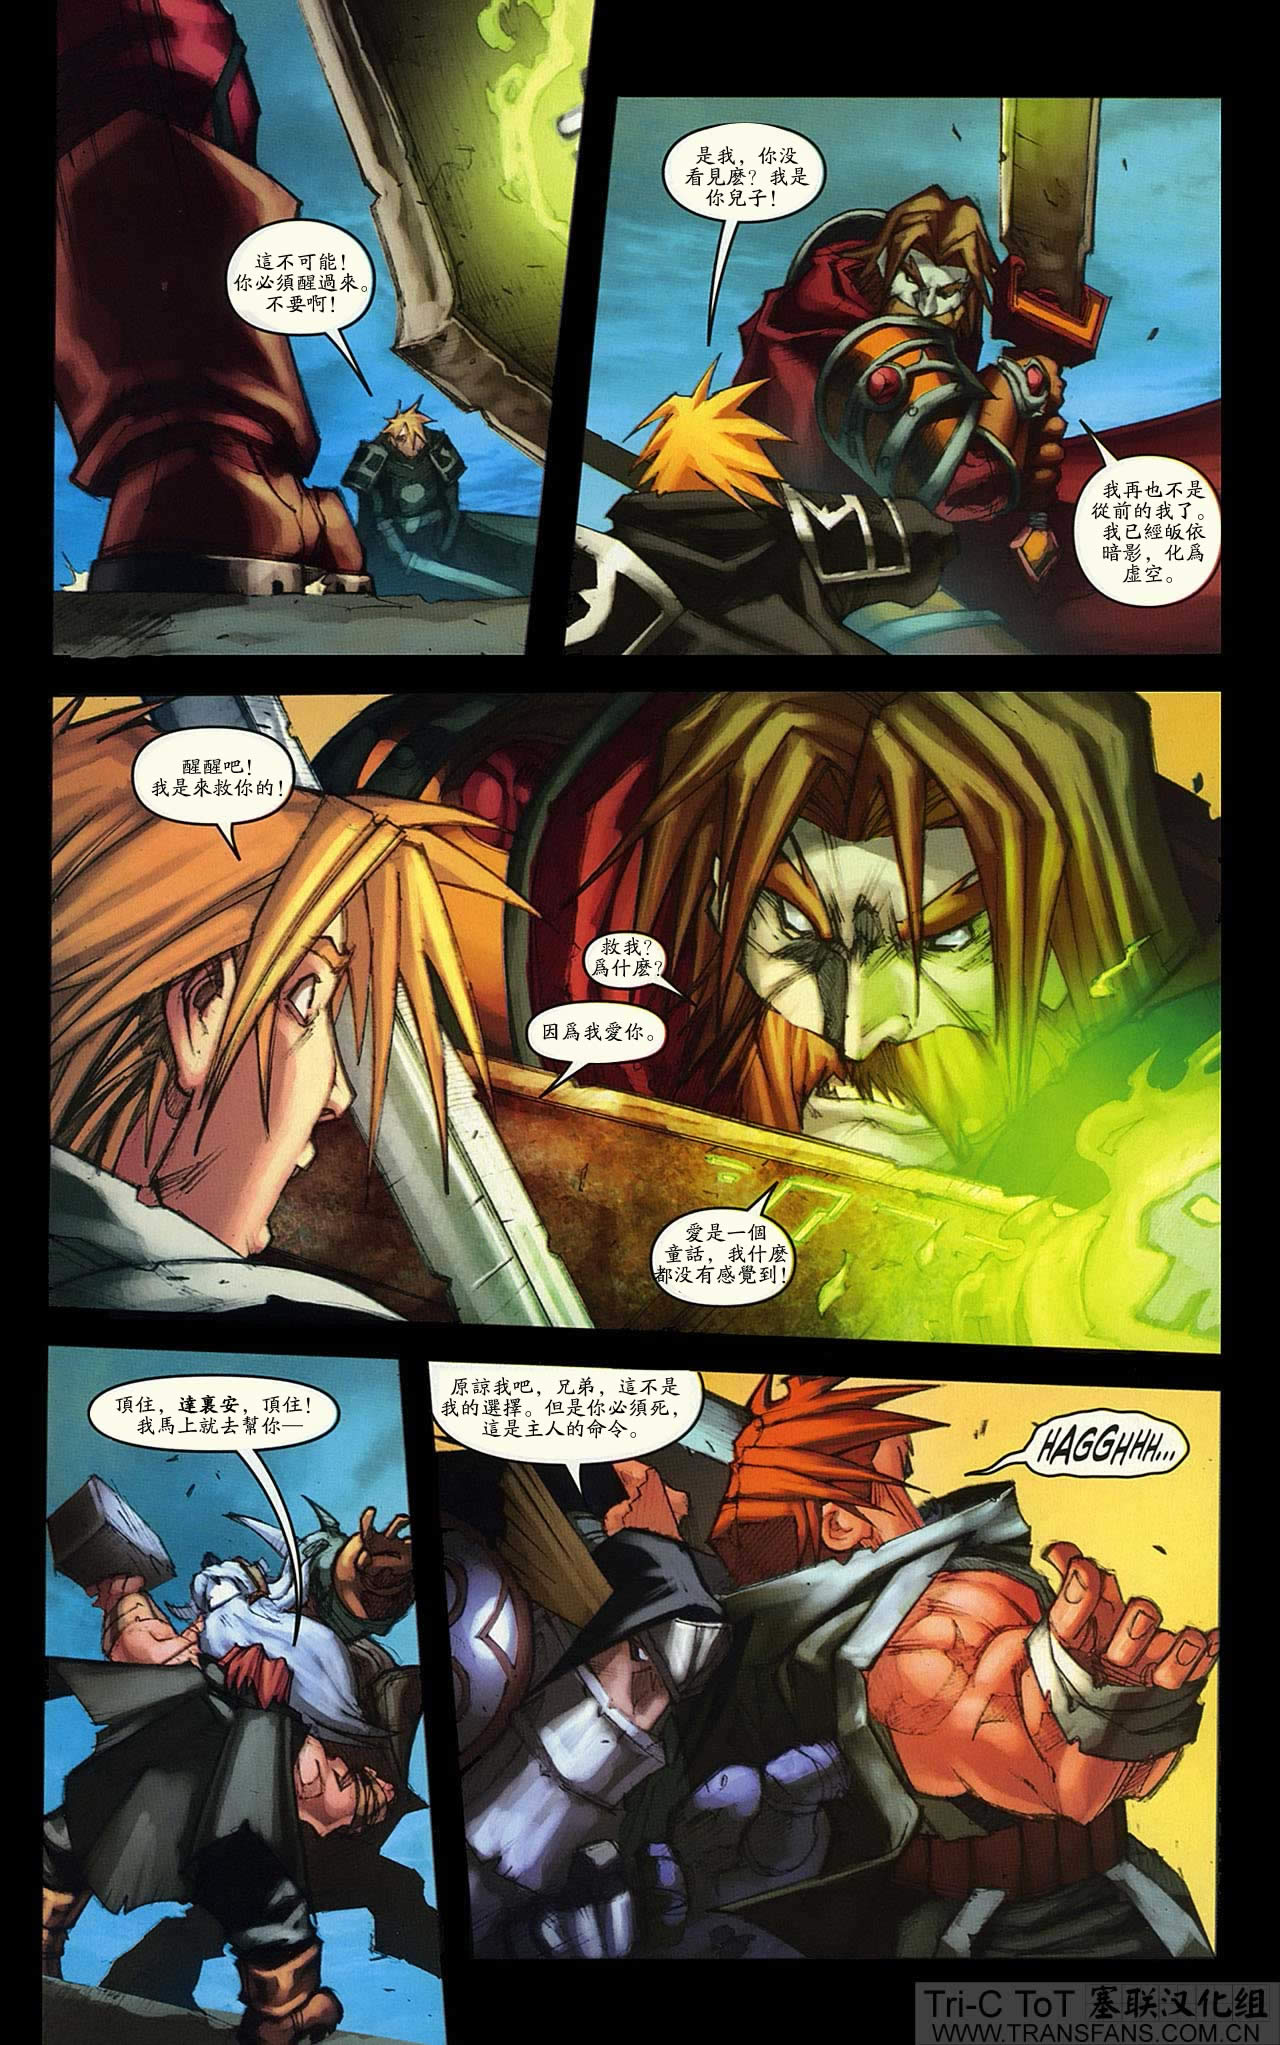 這不可能！
你必須醒過來。
不要啊！
是我，你没
看見麽？我是
你兒子！
我再也不是
從前的我了。
我已經皈依
暗影，化爲
虚空。
醒醒吧！
我是來救你的！
救我？
爲什麽？
因爲我愛你。
愛是一個
童話，我什麽
都没有感覺到！
頂住，達裏安，頂住！
我馬上就去幫你—
原諒我吧，兄弟，這不是
我的選擇。但是你必須死，
這是主人的命令。
HAGGHHH...
Tri-C ToT 塞联汉化组
WWW.TRANSFANS.COM.CN